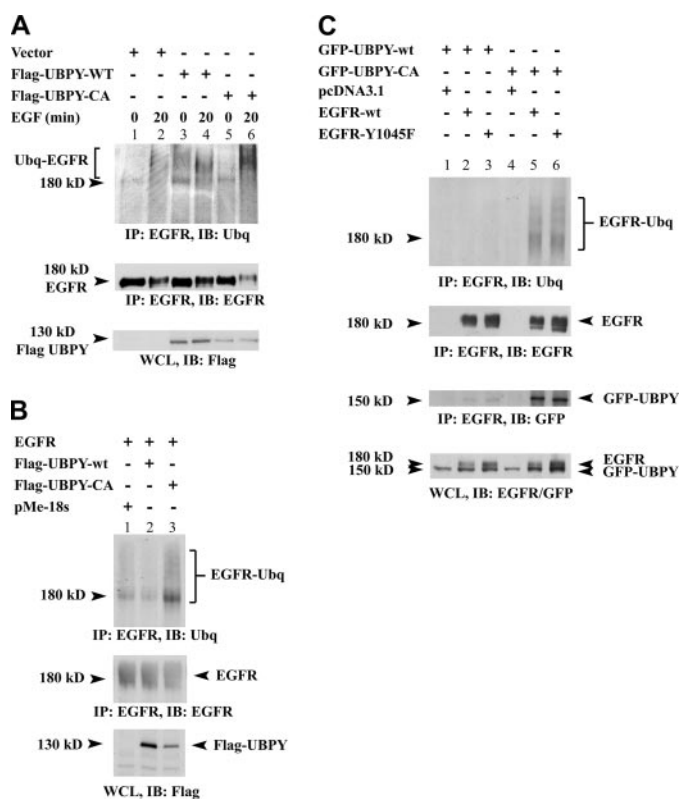 A
Vector + + - - - -
Flag-UBPY-WT - - + + - -
Flag-UBPY-CA - - - - + +
EGF (min) 0 20 0 20 0 20
1 2 3 4 5 6
Ubq-EGFR
180 kD
IP: EGFR, IB: Ubq
180 kD
EGFR
IP: EGFR, IB: EGFR
130 kD
Flag UBPY
WCL, IB: Flag
B
EGFR + + +
Flag-UBPY-wt - + -
Flag-UBPY-CA - - +
pMe-18s + - -
1 2 3
EGFR-Ubq
180 kD
IP: EGFR, IB: Ubq
180 kD EGFR
IP: EGFR, IB: EGFR
130 kD Flag-UBPY
WCL, IB: Flag
C
GFP-UBPY-wt + + + - - -
GFP-UBPY-CA - - - + + +
pcDNA3.1 + - - + - -
EGFR-wt - + - - + -
EGFR-Y1045F - - + - - +
1 2 3 4 5 6
EGFR-Ubq
180 kD
IP: EGFR, IB: Ubq
180 kD EGFR
IP: EGFR, IB: EGFR
150 kD GFP-UBPY
IP: EGFR, IB: GFP
180 kD EGFR
150 kD GFP-UBPY
WCL, IB: EGFR/GFP